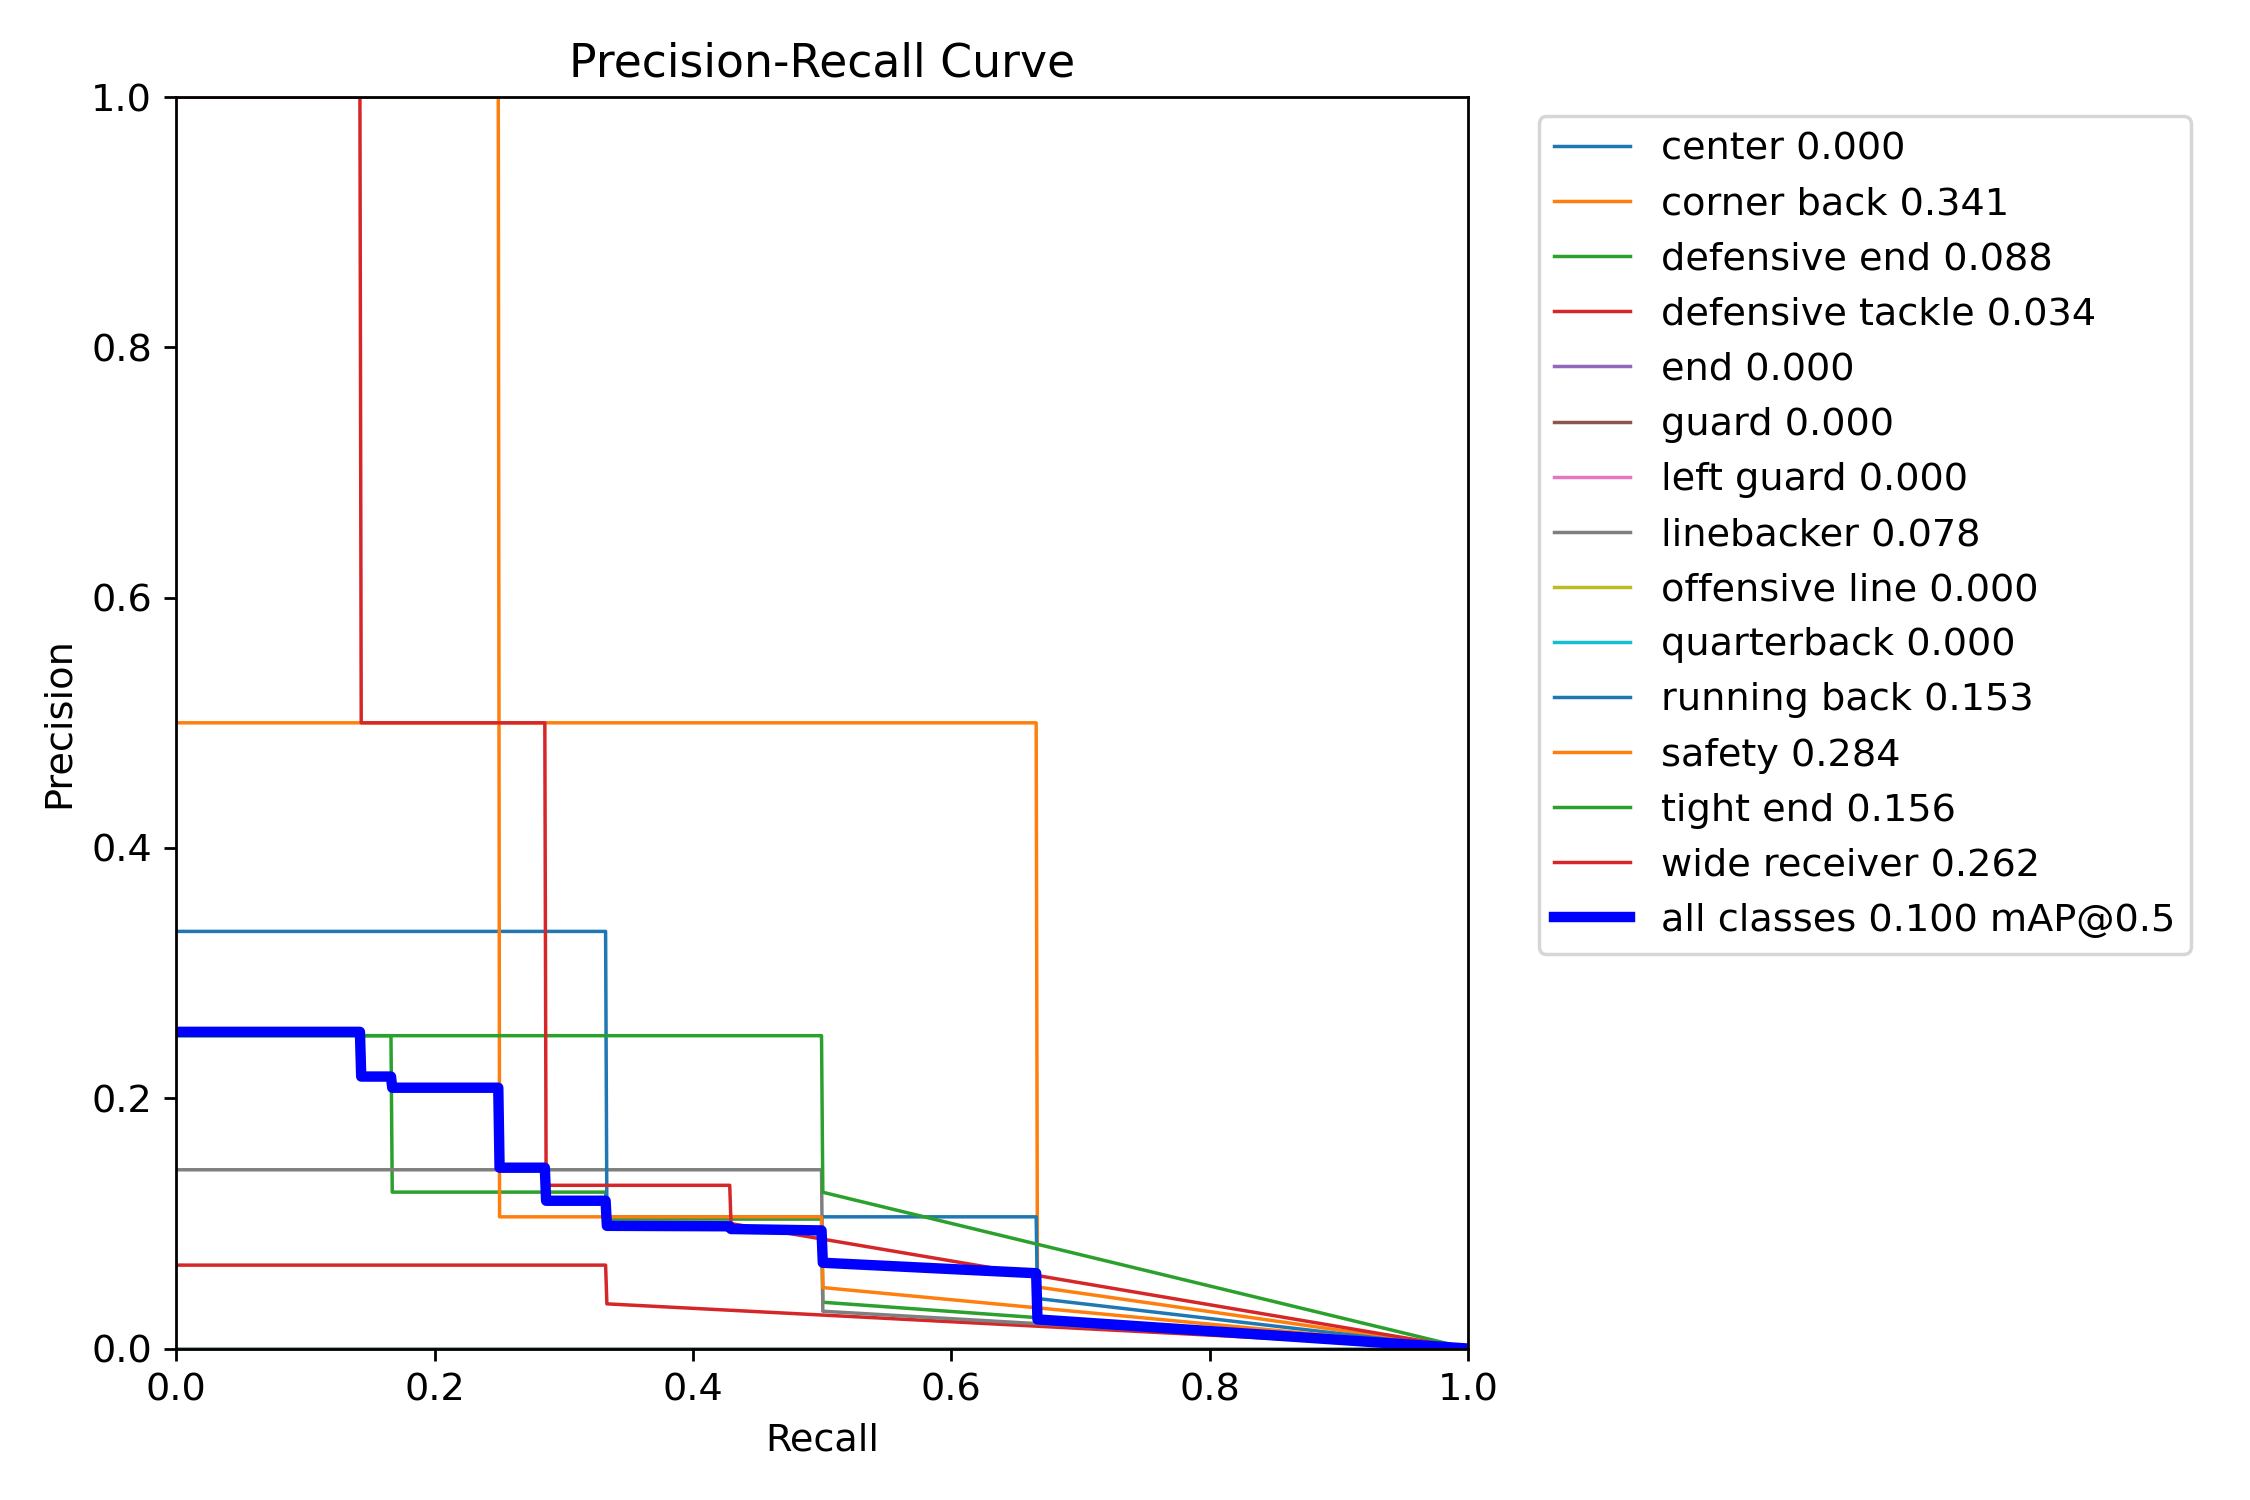 Precision-Recall Curve
1.0
0.8
0.6
0.4
0.2
0.0
Precision
0.0 0.2 0.4 0.6 0.8 1.0
Recall
center 0.000
corner back 0.341
defensive end 0.088
defensive tackle 0.034
end 0.000
guard 0.000
left guard 0.000
linebacker 0.078
offensive line 0.000
quarterback 0.000
running back 0.153
safety 0.284
tight end 0.156
wide receiver 0.262
all classes 0.100 mAP@0.5